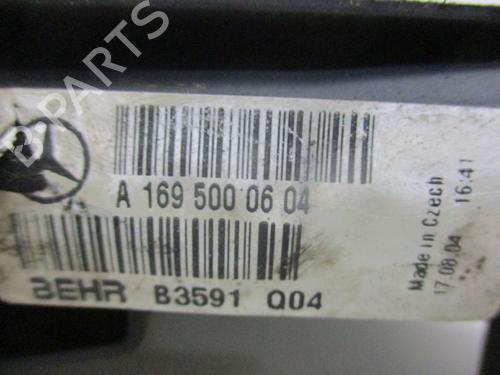 B-PARTS
A 169 500 06 04
BEHR B3591 Q04
Made in Czech
17.08.04 16:41